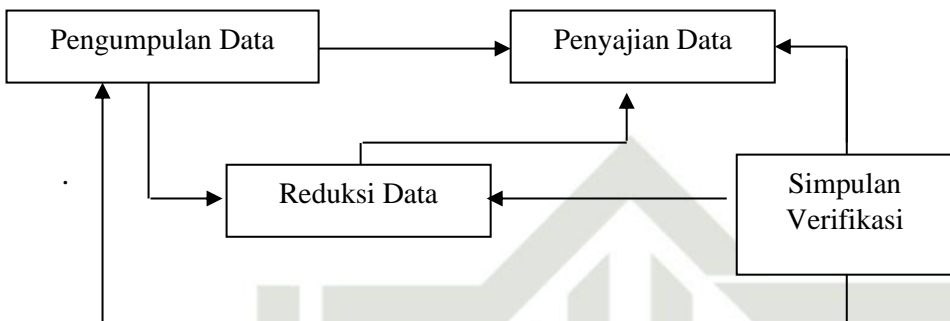 Pengumpulan Data
Penyajian Data
Reduksi Data
Simpulan
Verifikasi